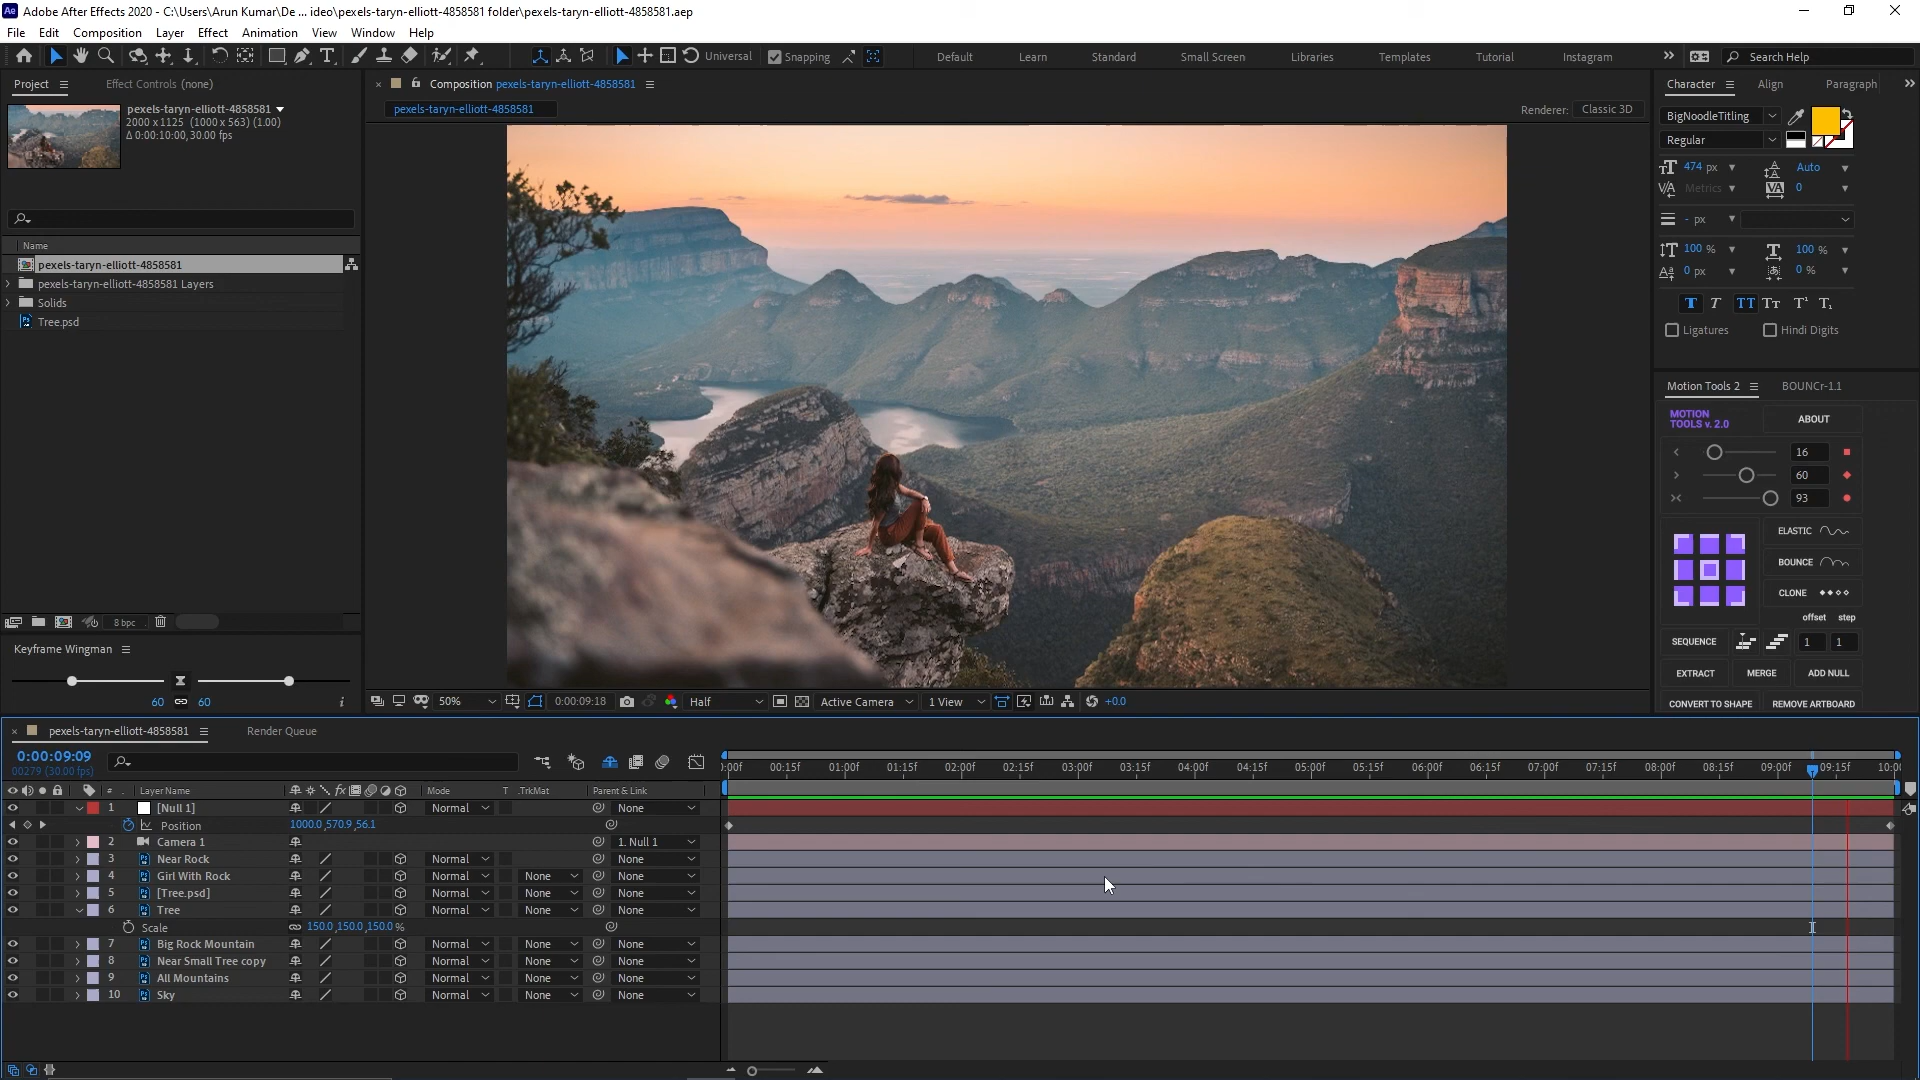 Adobe After Effects 2020 - C:\Users\Arun Kumar\De ... ideo\pexels-taryn-elliott-4858581 folder\pexels-taryn-elliott-4858581.aep
File Edit Composition Layer Effect Animation View Window Help
Universal Snapping Default Learn Standard Small Screen Libraries Templates Tutorial Instagram Search Help
Project Effect Controls (none)
Composition pexels-taryn-elliott-4858581
Character Align Paragraph
pexels-taryn-elliott-4858581
2000 x 1125 (1000 x 563) (1.00)
Δ 0:00:10:00, 30.00 fps
pexels-taryn-elliott-4858581
Renderer: Classic 3D
BigNoodleTitling
Regular
474 px Auto
Metrics 0
- px
100 % 100 %
0 px 0 %
T T TT Tт T¹ T₁
Ligatures Hindi Digits
Name
pexels-taryn-elliott-4858581
pexels-taryn-elliott-4858581 Layers
Solids
Tree.psd
Motion Tools 2 BOUNCr-1.1
MOTION
TOOLS v. 2.0
ABOUT
16
60
93
ELASTIC
BOUNCE
CLONE
offset step
SEQUENCE 1 1
EXTRACT MERGE ADD NULL
CONVERT TO SHAPE REMOVE ARTBOARD
8 bpc
Keyframe Wingman
60 60
50% 0:00:09:18 Half Active Camera 1 View +0.0
pexels-taryn-elliott-4858581 Render Queue
0:00:09:09
00279 (30.00 fps)
):00f 00:15f 01:00f 01:15f 02:00f 02:15f 03:00f 03:15f 04:00f 04:15f 05:00f 05:15f 06:00f 06:15f 07:00f 07:15f 08:00f 08:15f 09:00f 09:15f 10:00
# Layer Name Mode T .TrkMat Parent & Link
1 [Null 1] Normal None
Position 1000.0,570.9,56.1
2 Camera 1 1. Null 1
3 Near Rock Normal None
4 Girl With Rock Normal None None
5 [Tree.psd] Normal None None
6 Tree Normal None None
Scale 150.0,150.0,150.0%
7 Big Rock Mountain Normal None None
8 Near Small Tree copy Normal None None
9 All Mountains Normal None None
10 Sky Normal None None